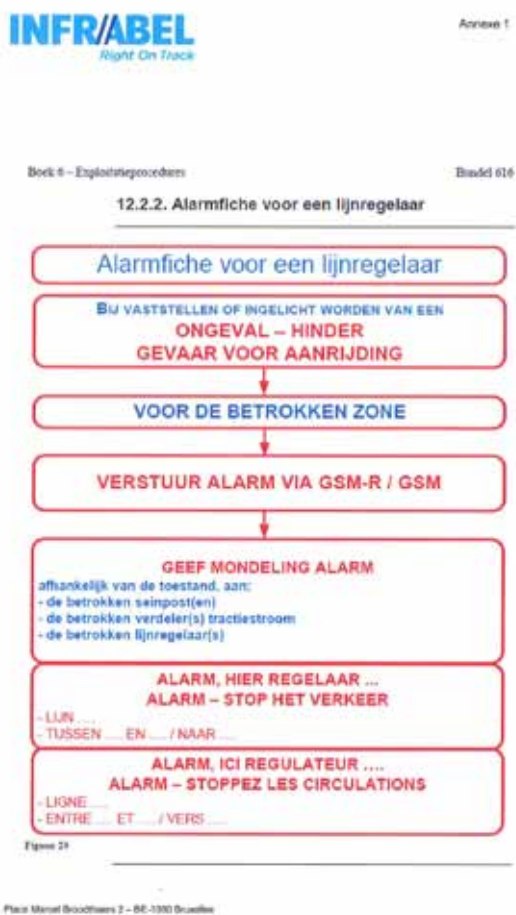 INFRABEL
Right On Track
Annexe 1
Boek 6 – Exploitatieprocedures Bundel 616
12.2.2. Alarmfiche voor een lijnregelaar
Alarmfiche voor een lijnregelaar
BIJ VASTSTELLEN OF INGELICHT WORDEN VAN EEN
ONGEVAL – HINDER
GEVAAR VOOR AANRIJDING
VOOR DE BETROKKEN ZONE
VERSTUUR ALARM VIA GSM-R / GSM
GEEF MONDELING ALARM
afhankelijk van de toestand, aan:
- de betrokken seinpost(en)
- de betrokken verdeler(s) tractiestroom
- de betrokken lijnregelaar(s)
ALARM, HIER REGELAAR ...
ALARM – STOP HET VERKEER
- LIJN ....
- TUSSEN .... EN .... / NAAR ....
ALARM, ICI REGULATEUR ....
ALARM – STOPPEZ LES CIRCULATIONS
- LIGNE ....
- ENTRE .... ET .... / VERS ....
Figuur 28
Place Marcel Broodthaers 2 – BE-1060 Bruxelles